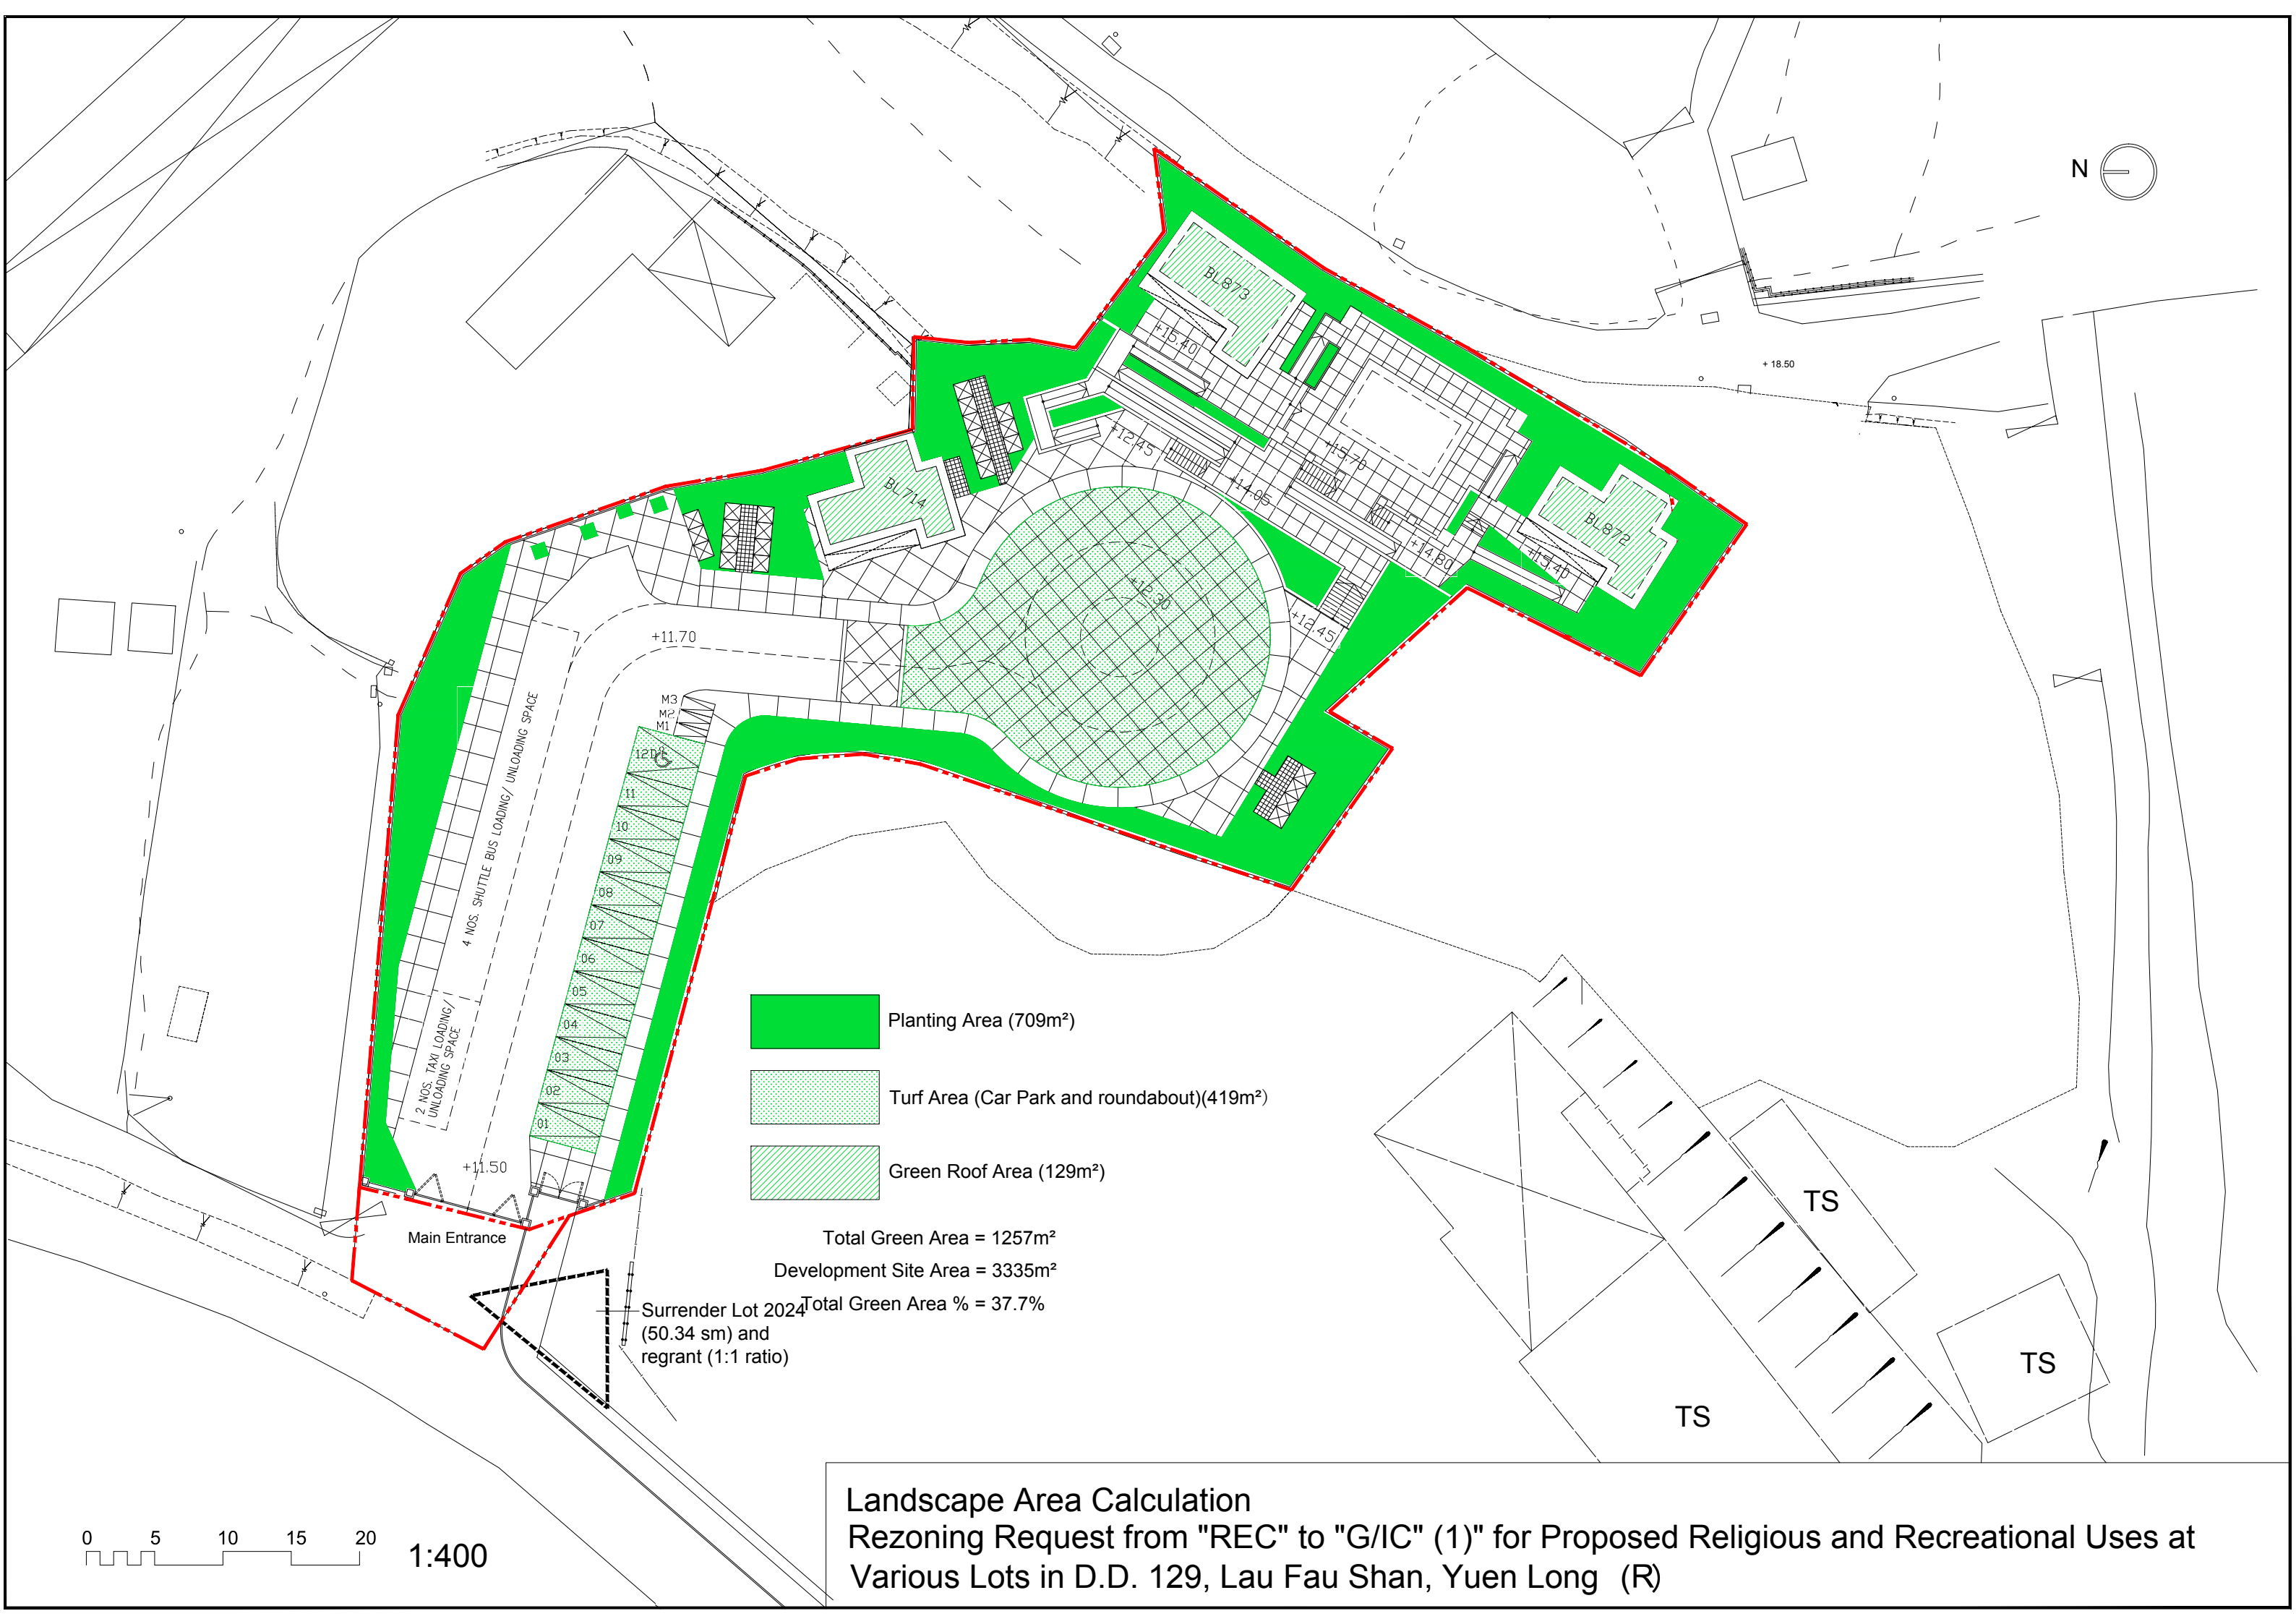 N
+ 18.50
BL873
+15.40
+12.45
+15.70
BL714
+14.05
BL872
+14.80
+15.40
+12.30
+12.45
+11.70
M3
M2
M1
4 NOS. SHUTTLE BUS LOADING/ UNLOADING SPACE
11
10
09
08
07
06
05
04
03
02
01
2 NOS. TAXI LOADING/
UNLOADING SPACE
+11.50
Main Entrance
Planting Area (709m²)
Turf Area (Car Park and roundabout)(419m²)
Green Roof Area (129m²)
Total Green Area = 1257m²
Development Site Area = 3335m²
Total Green Area % = 37.7%
Surrender Lot 2024
(50.34 sm) and
regrant (1:1 ratio)
TS
TS
TS
0 5 10 15 20
1:400
Landscape Area Calculation
Rezoning Request from "REC" to "G/IC" (1)" for Proposed Religious and Recreational Uses at
Various Lots in D.D. 129, Lau Fau Shan, Yuen Long (R)